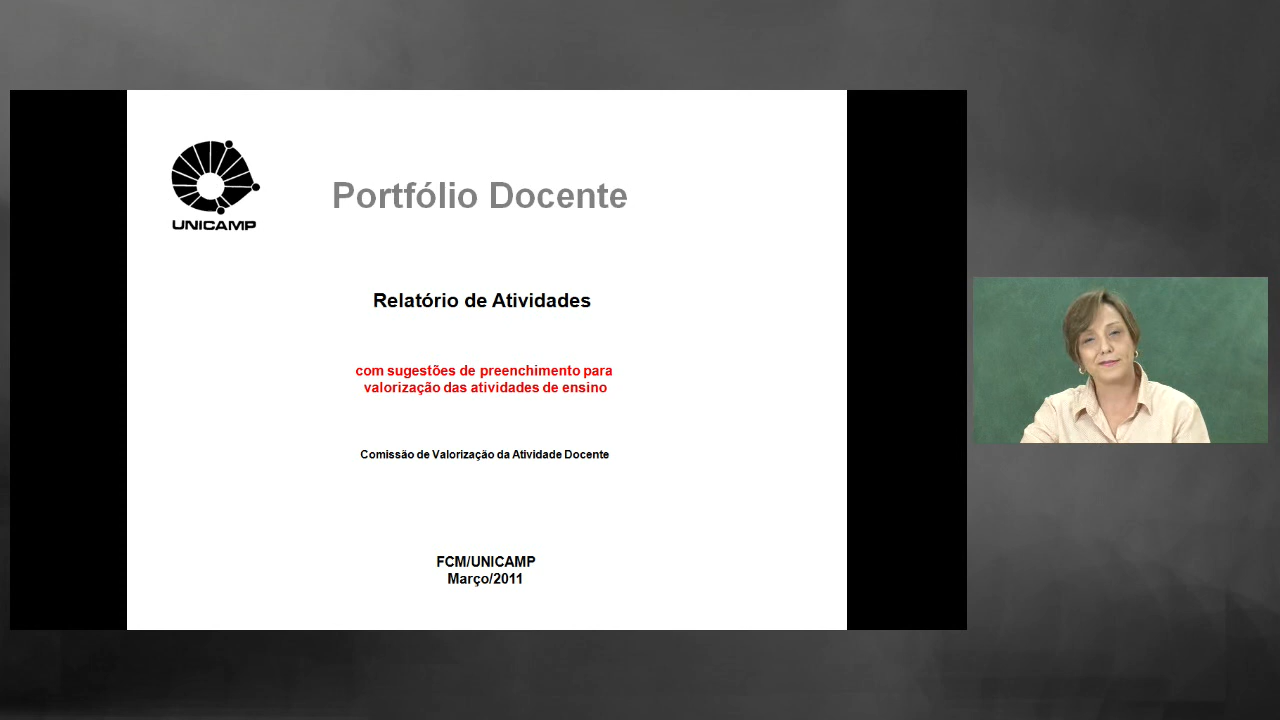 UNICAMP
Portfólio Docente
Relatório de Atividades
com sugestões de preenchimento para
valorização das atividades de ensino
Comissão de Valorização da Atividade Docente
FCM/UNICAMP
Março/2011